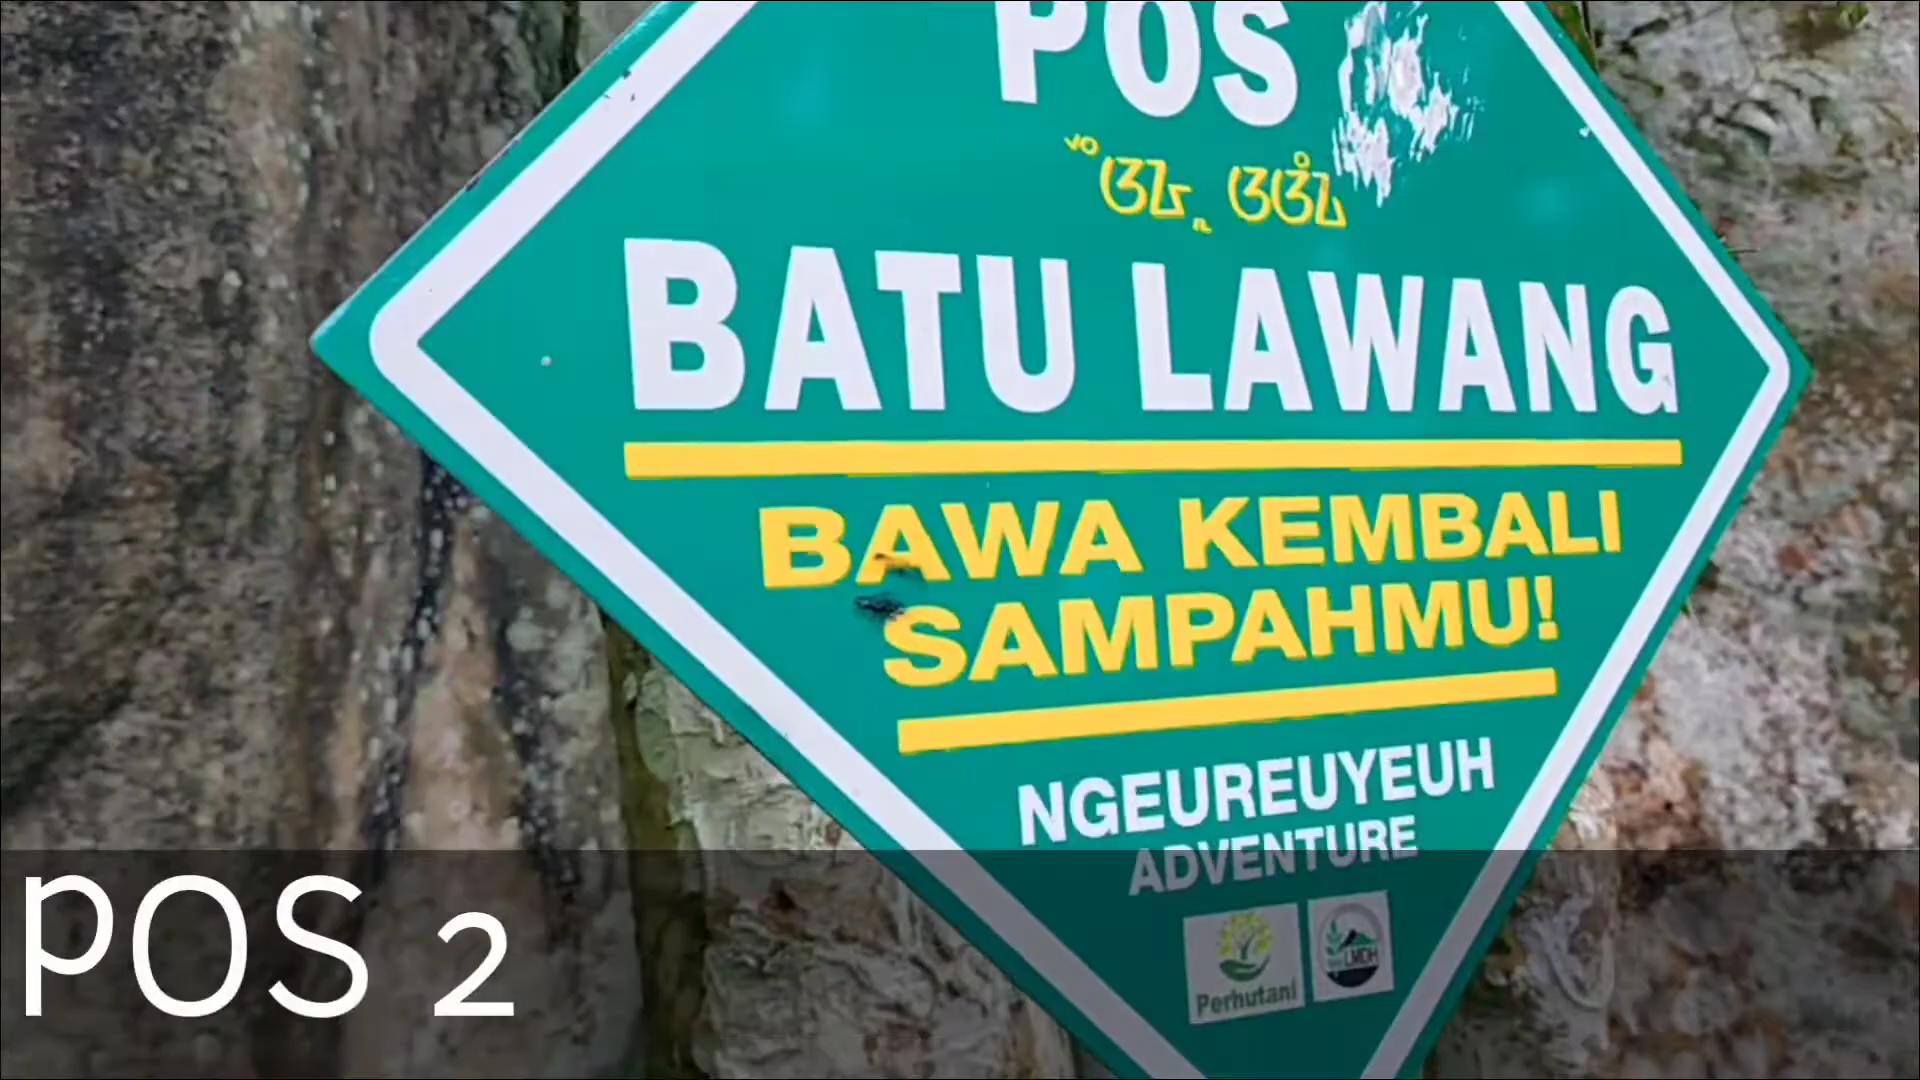 POS
BATU LAWANG
BAWA KEMBALI
SAMPAHMU!
NGEUREUYEUH
ADVENTURE
Perhutani
LMDH
POS 2